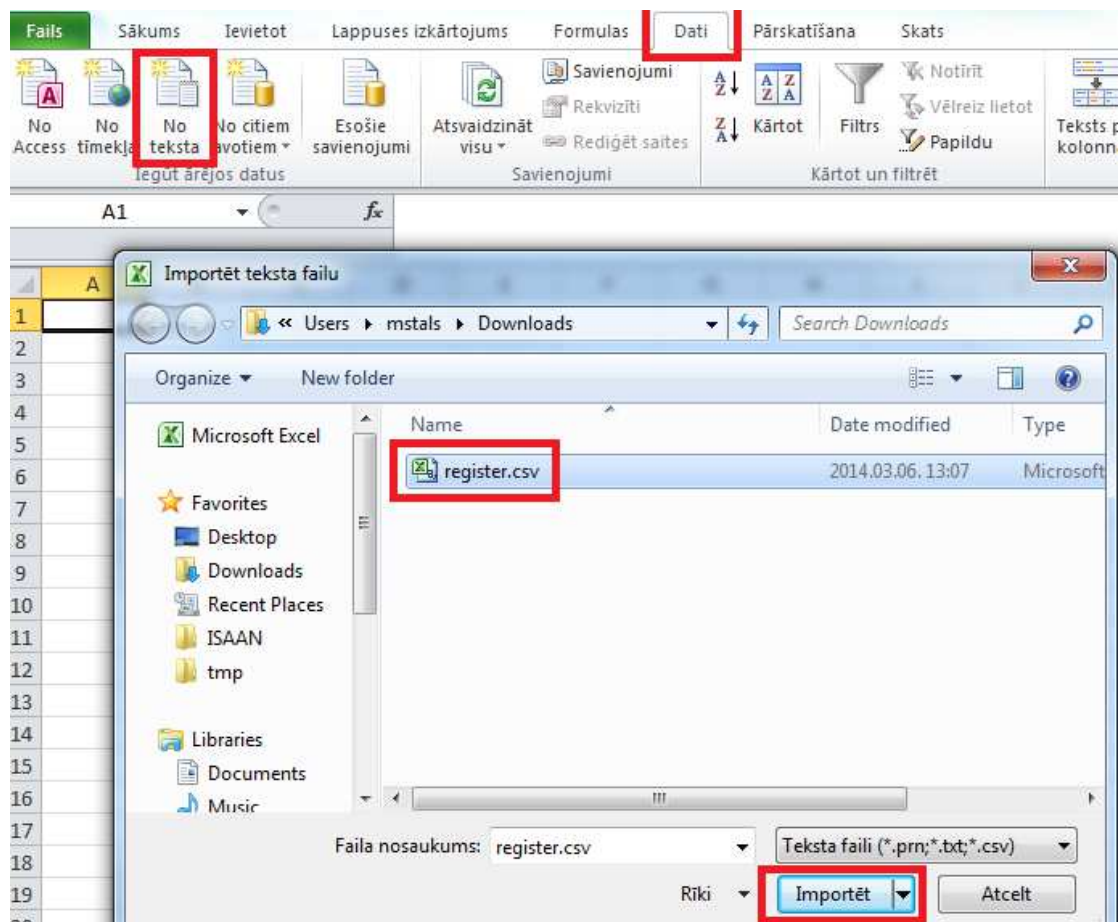 Fails Sākums Ievietot Lappuses izkārtojums Formulas Dati Pārskatīšana Skats
No Access
No tīmekļa
No teksta
No citiem avotiem
Esošie savienojumi
Iegūt ārējos datus
Atsvaidzināt visu
Savienojumi
Rekvizīti
Rediģēt saites
Savienojumi
Kārtot
Filtrs
Notīrīt
Vēlreiz lietot
Papildu
Kārtot un filtrēt
Teksts p
kolonn
A1 fx
A
Importēt teksta failu
« Users mstals Downloads
Search Downloads
Organize New folder
Microsoft Excel
Favorites
Desktop
Downloads
Recent Places
ISAAN
tmp
Libraries
Documents
Music
Name Date modified Type
register.csv 2014.03.06. 13:07 Microsoft
Faila nosaukums: register.csv
Teksta faili (*.prn;*.txt;*.csv)
Rīki Importēt Atcelt
1
2
3
4
5
6
7
8
9
10
11
12
13
14
15
16
17
18
19